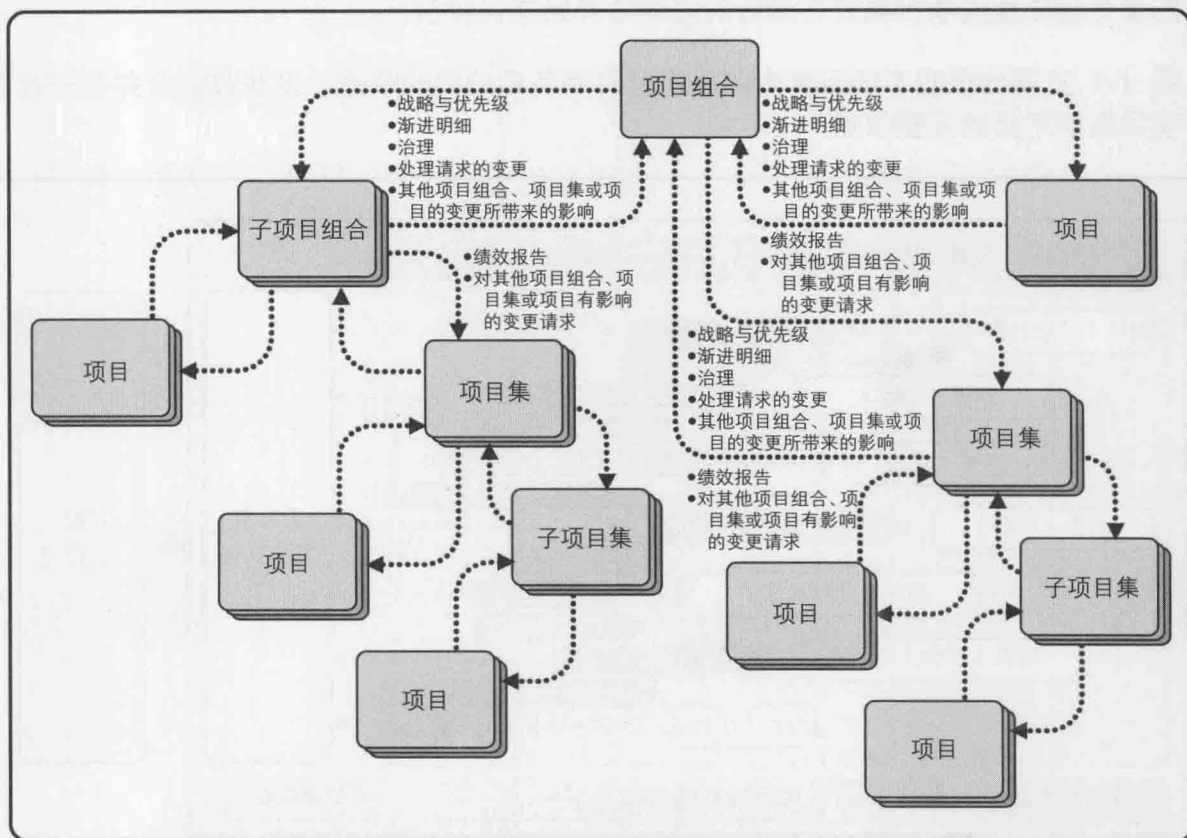 项目组合
●战略与优先级
●渐进明细
●治理
●处理请求的变更
●其他项目组合、项目集或项
目的变更所带来的影响
●战略与优先级
●渐进明细
●治理
●处理请求的变更
●其他项目组合、项目集或项
目的变更所带来的影响
子项目组合
项目
●绩效报告
●对其他项目组合、项
目集或项目有影响
的变更请求
●绩效报告
●对其他项目组合、项
目集或项目有影响
的变更请求
项目
项目集
●战略与优先级
●渐进明细
●治理
●处理请求的变更
●其他项目组合、项目集或项
目的变更所带来的影响
项目集
●绩效报告
●对其他项目组合、项
目集或项目有影响
的变更请求
项目
子项目集
项目
子项目集
项目
项目